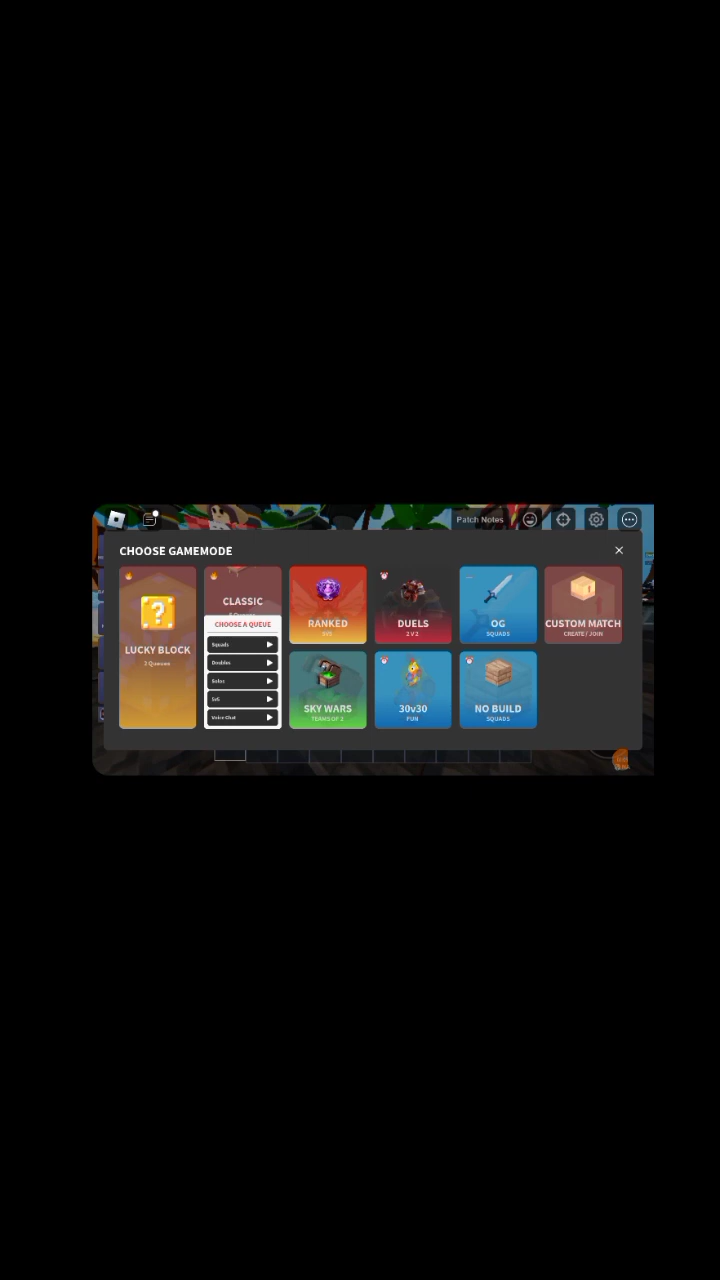 Patch Notes
CHOOSE GAMEMODE
LUCKY BLOCK
2 Queues
CLASSIC
CHOOSE A QUEUE
Squads
Doubles
Solos
5v5
Voice Chat
RANKED
5V5
DUELS
2 V 2
OG
SQUADS
CUSTOM MATCH
CREATE / JOIN
SKY WARS
TEAMS OF 2
30v30
FUN
NO BUILD
SQUADS